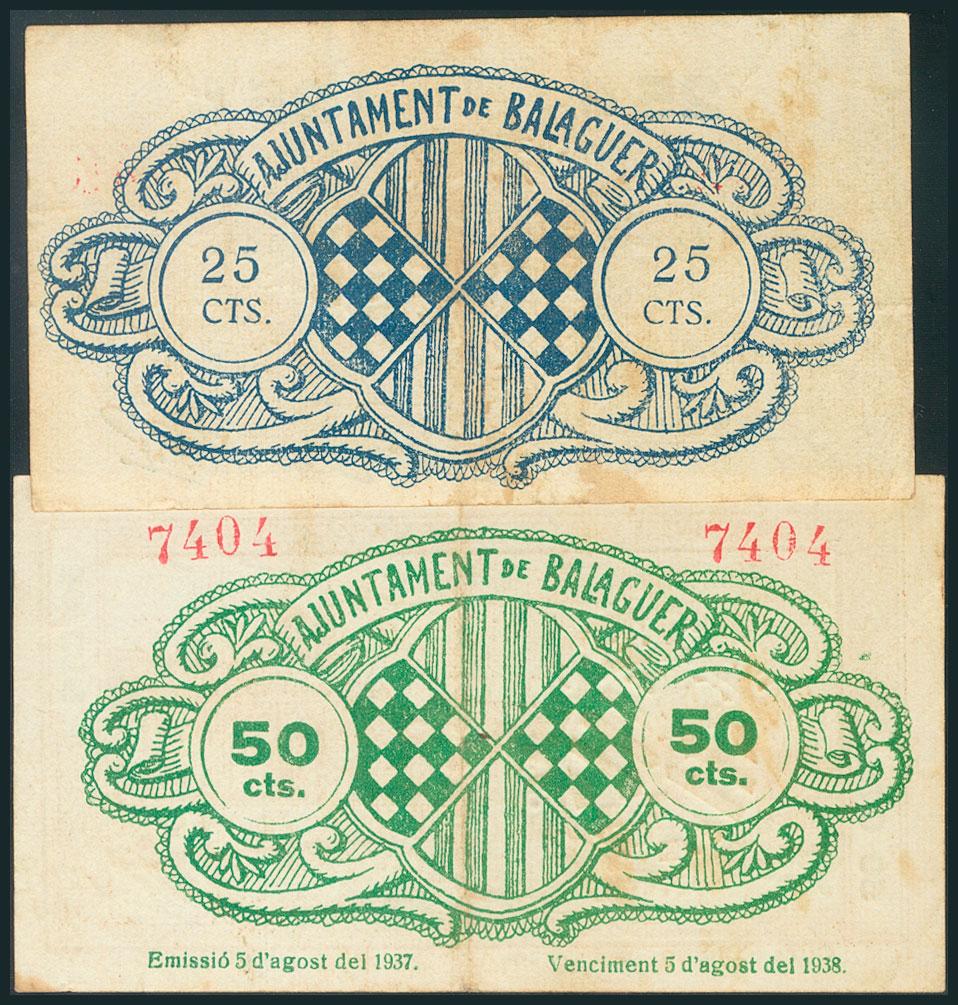 AJUNTAMENT DE BALAGUER
25 CTS.
25 CTS.
7404 7404
AJUNTAMENT DE BALAGUER
50 cts.
50 cts.
Emissió 5 d'agost del 1937. Venciment 5 d'agost del 1938.